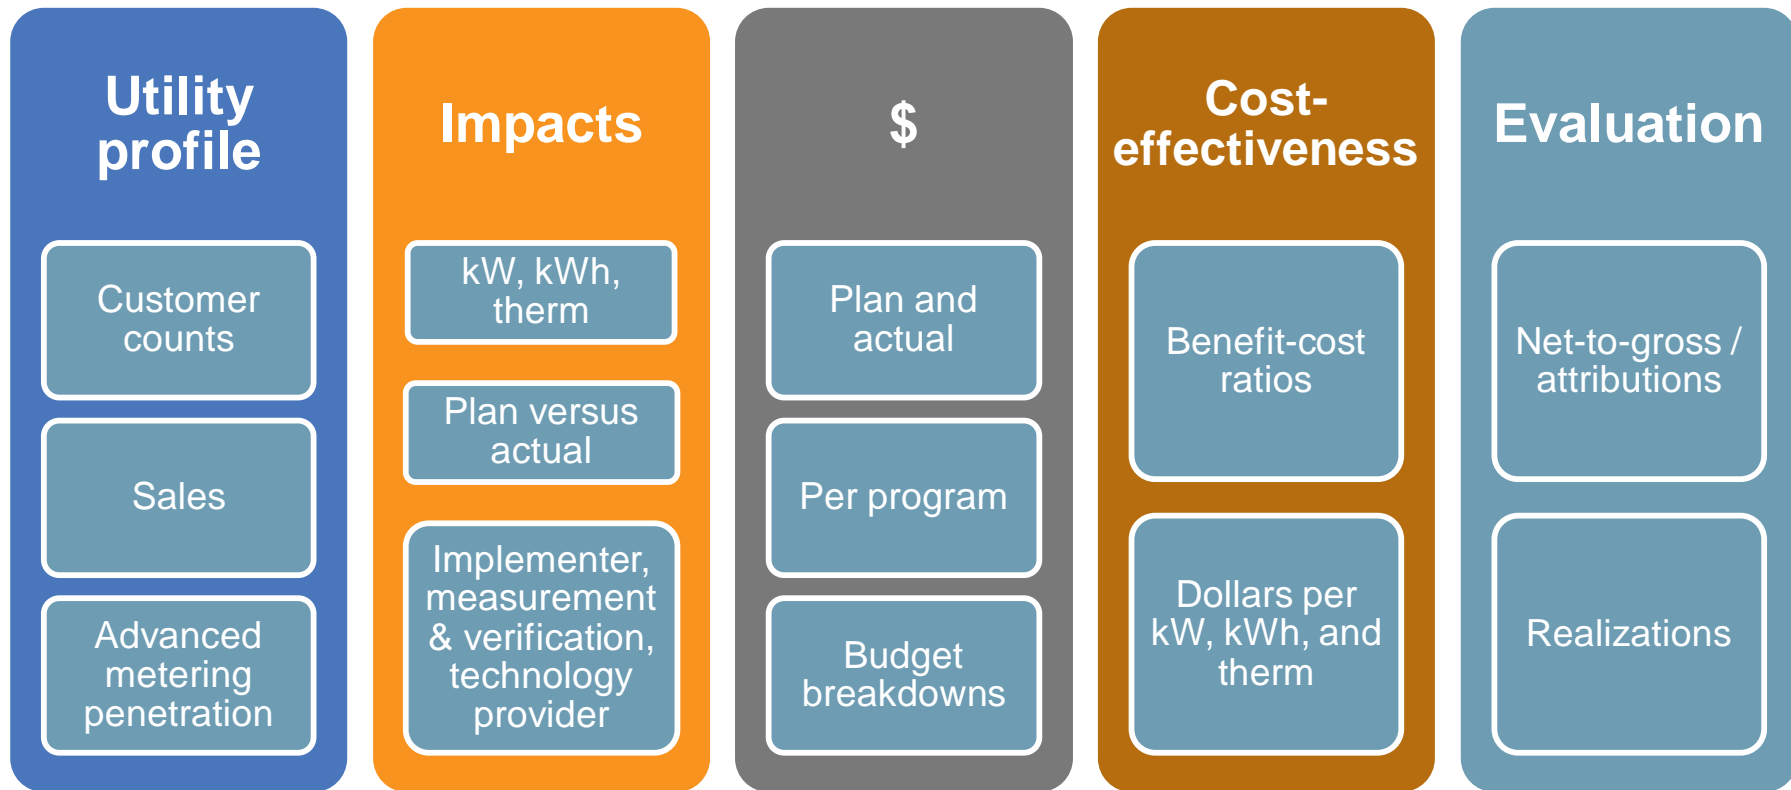 Utility
profile
Customer
counts
Sales
Advanced
metering
penetration
Impacts
kW, kWh,
therm
Plan versus
actual
Implementer,
measurement
& verification,
technology
provider
$
Plan and
actual
Per program
Budget
breakdowns
Cost-
effectiveness
Benefit-cost
ratios
Dollars per
kW, kWh, and
therm
Evaluation
Net-to-gross /
attributions
Realizations